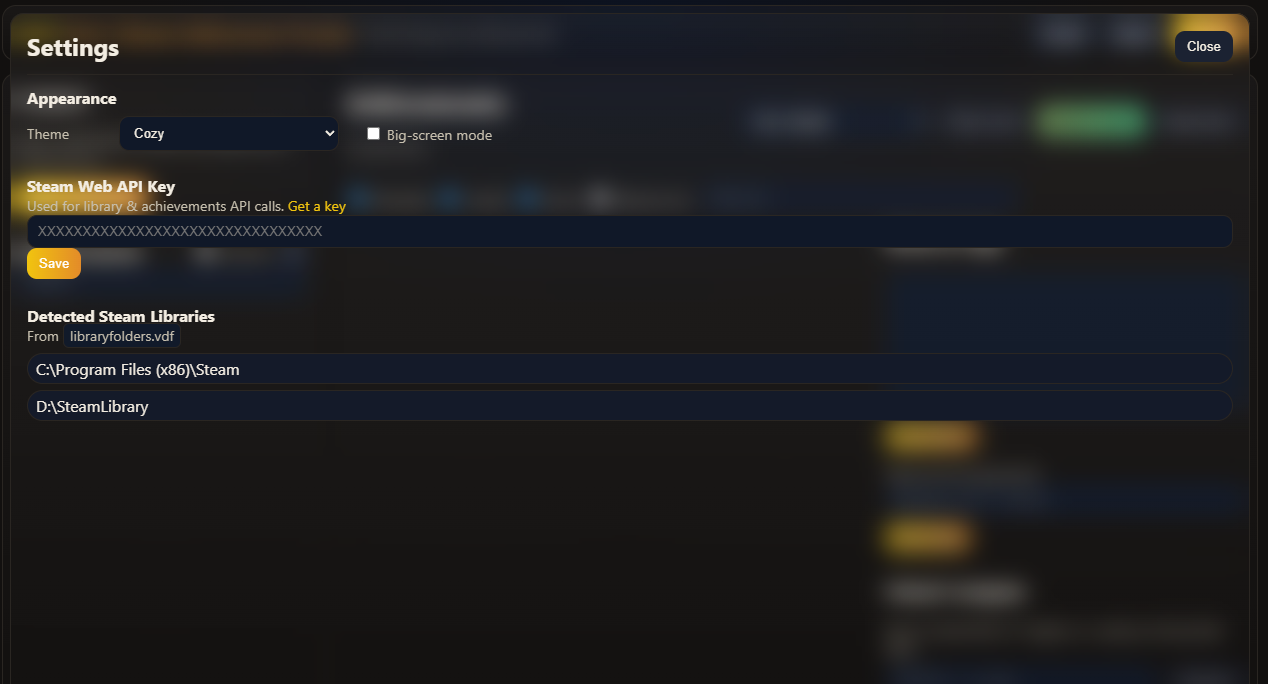 Settings
Close
Appearance
Theme
Cozy
Big-screen mode
Steam Web API Key
Used for library & achievements API calls. Get a key
XXXXXXXXXXXXXXXXXXXXXXXXXXXXXXXX
Save
Detected Steam Libraries
From libraryfolders.vdf
C:\Program Files (x86)\Steam
D:\SteamLibrary